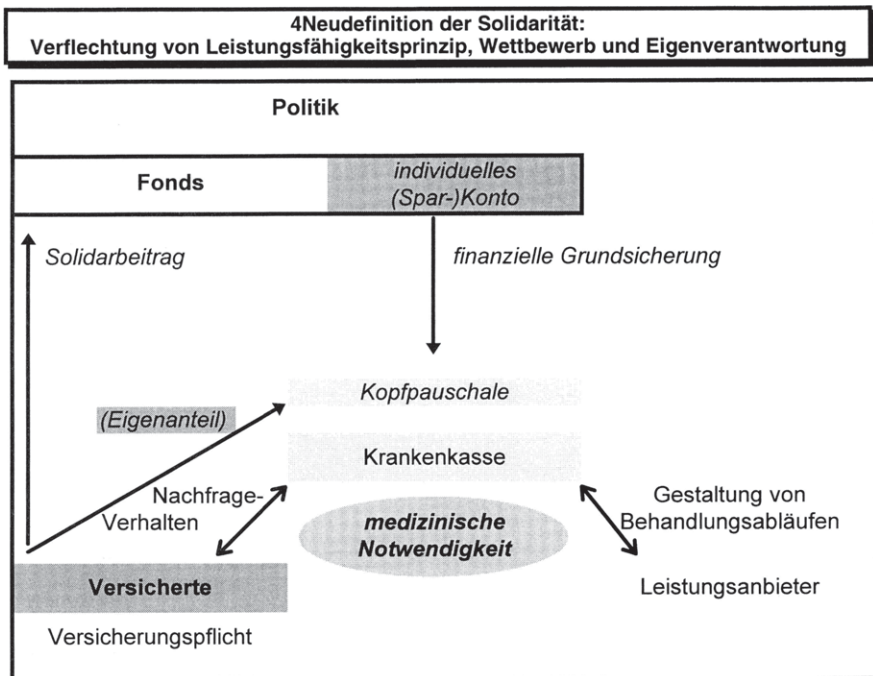 4Neudefinition der Solidarität:
Verflechtung von Leistungsfähigkeitsprinzip, Wettbewerb und Eigenverantwortung
Politik
Fonds
individuelles
(Spar-)Konto
Solidarbeitrag
finanzielle Grundsicherung
Kopfpauschale
(Eigenanteil)
Krankenkasse
Nachfrage-
Verhalten
Gestaltung von
Behandlungsabläufen
medizinische
Notwendigkeit
Versicherte
Leistungsanbieter
Versicherungspflicht